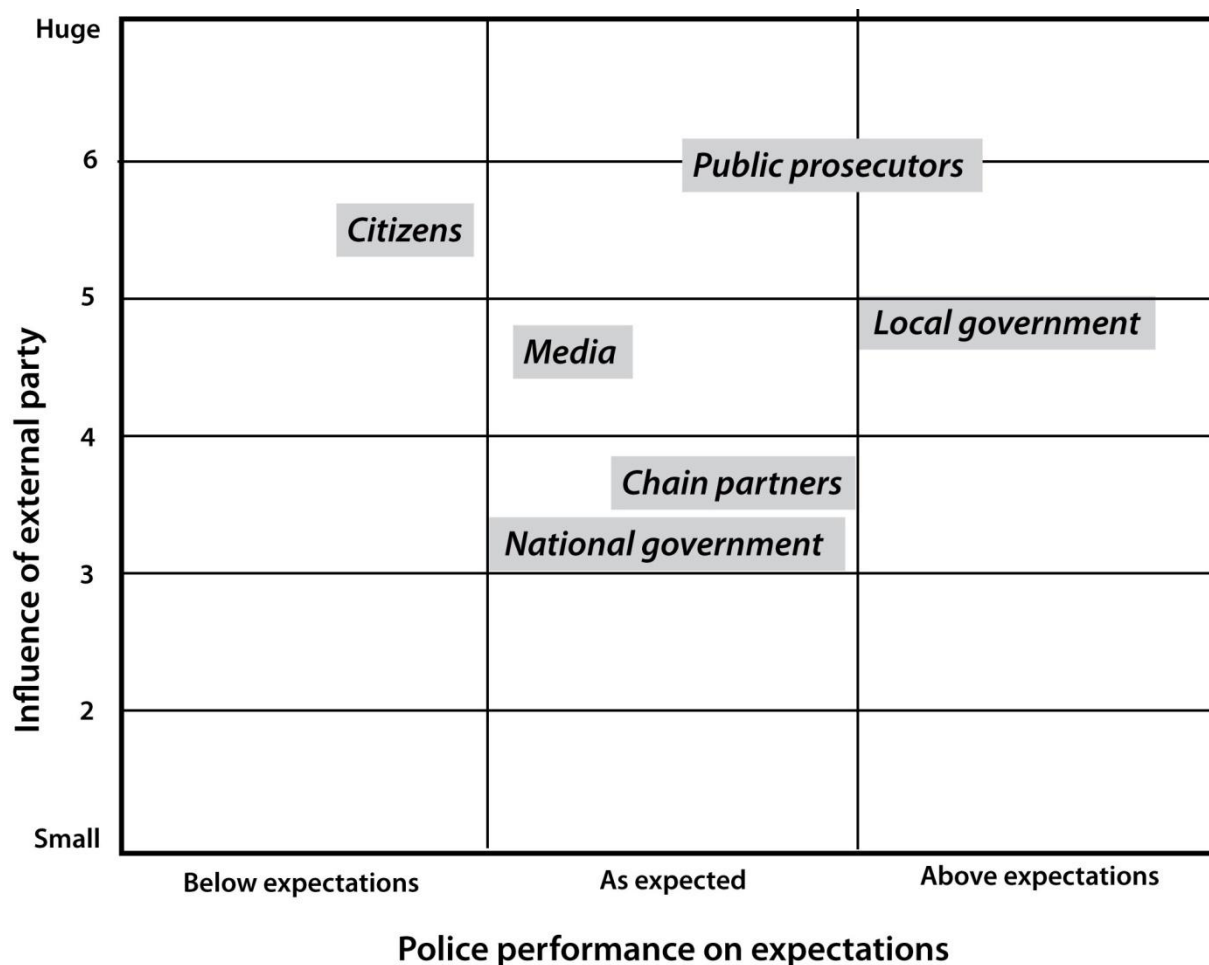 Huge
6
Public prosecutors
Citizens
5
Local government
Media
4
Chain partners
National government
3
2
Small
Influence of external party
Below expectations
As expected
Above expectations
Police performance on expectations